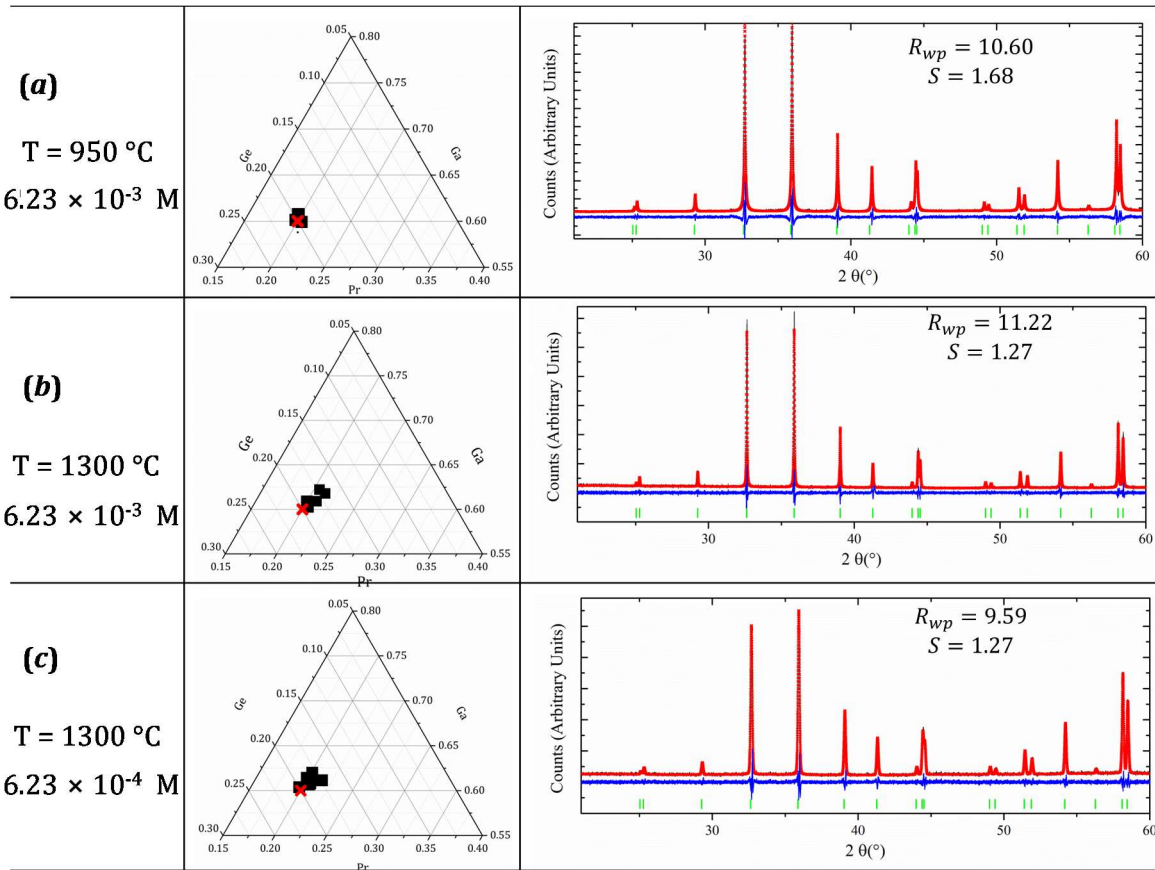 (a)
T = 950 °C
6.23 × 10⁻³ M
0.05 0.80
0.10 0.75
0.15 0.70
Ge Ga
0.20 0.65
0.25 0.60
0.30 0.55
0.15 0.20 0.25 0.30 0.35 0.40
Pr
Counts (Arbitrary Units)
Rwp = 10.60
S = 1.68
30 40 50 60
2 θ(°)
(b)
T = 1300 °C
6.23 × 10⁻³ M
0.05 0.80
0.10 0.75
0.15 0.70
Ge Ga
0.20 0.65
0.25 0.60
0.30 0.55
0.15 0.20 0.25 0.30 0.35 0.40
Pr
Counts (Arbitrary Units)
Rwp = 11.22
S = 1.27
30 40 50 60
2 θ(°)
(c)
T = 1300 °C
6.23 × 10⁻⁴ M
0.05 0.80
0.10 0.75
0.15 0.70
Ge Ga
0.20 0.65
0.25 0.60
0.30 0.55
0.15 0.20 0.25 0.30 0.35 0.40
Pr
Counts (Arbitrary Units)
Rwp = 9.59
S = 1.27
30 40 50 60
2 θ(°)